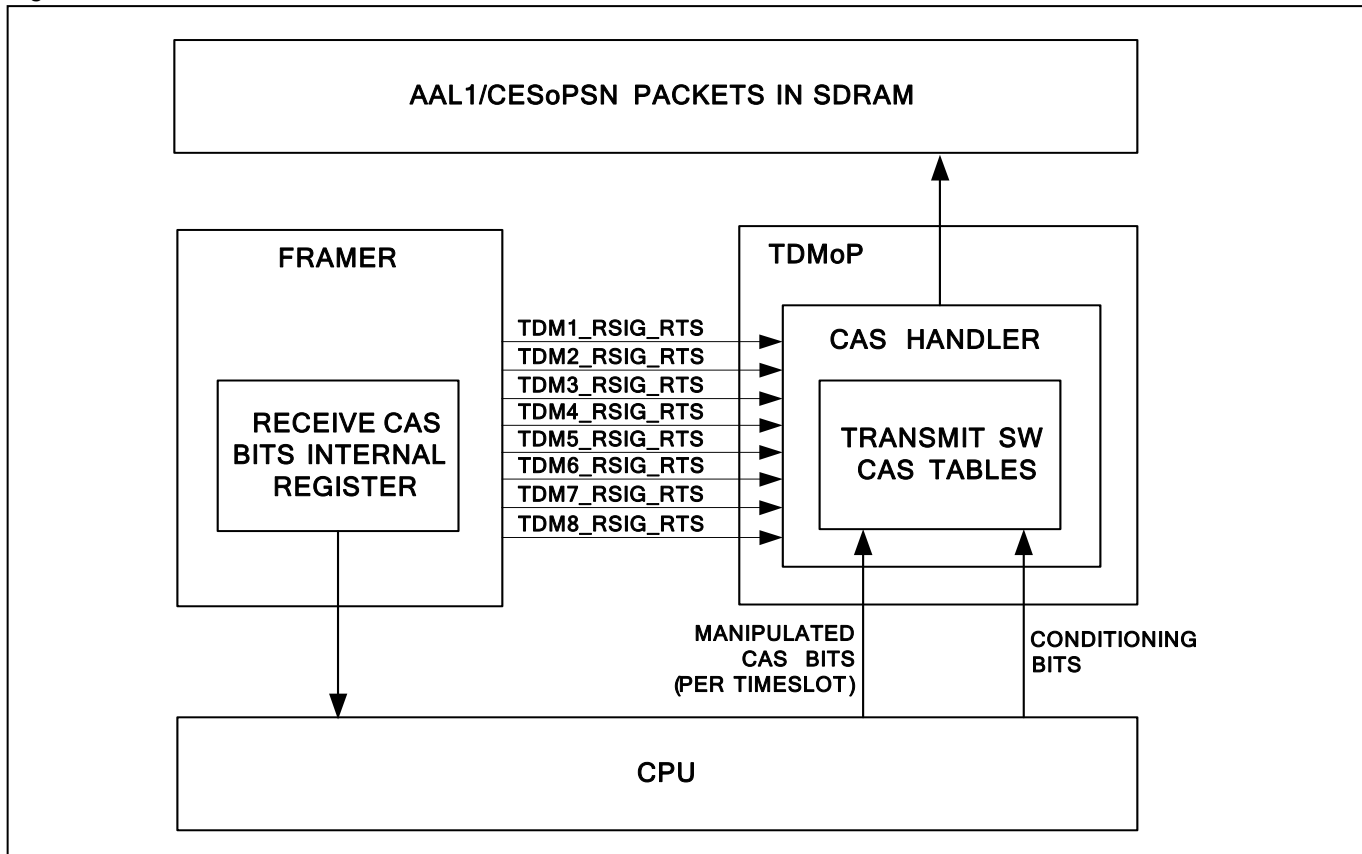 AAL1/CESoPSN PACKETS IN SDRAM
FRAMER
TDMoP
TDM1_RSIG_RTS
TDM2_RSIG_RTS
TDM3_RSIG_RTS
TDM4_RSIG_RTS
TDM5_RSIG_RTS
TDM6_RSIG_RTS
TDM7_RSIG_RTS
TDM8_RSIG_RTS
CAS HANDLER
RECEIVE CAS
BITS INTERNAL
REGISTER
TRANSMIT SW
CAS TABLES
MANIPULATED
CAS BITS
(PER TIMESLOT)
CONDITIONING
BITS
CPU